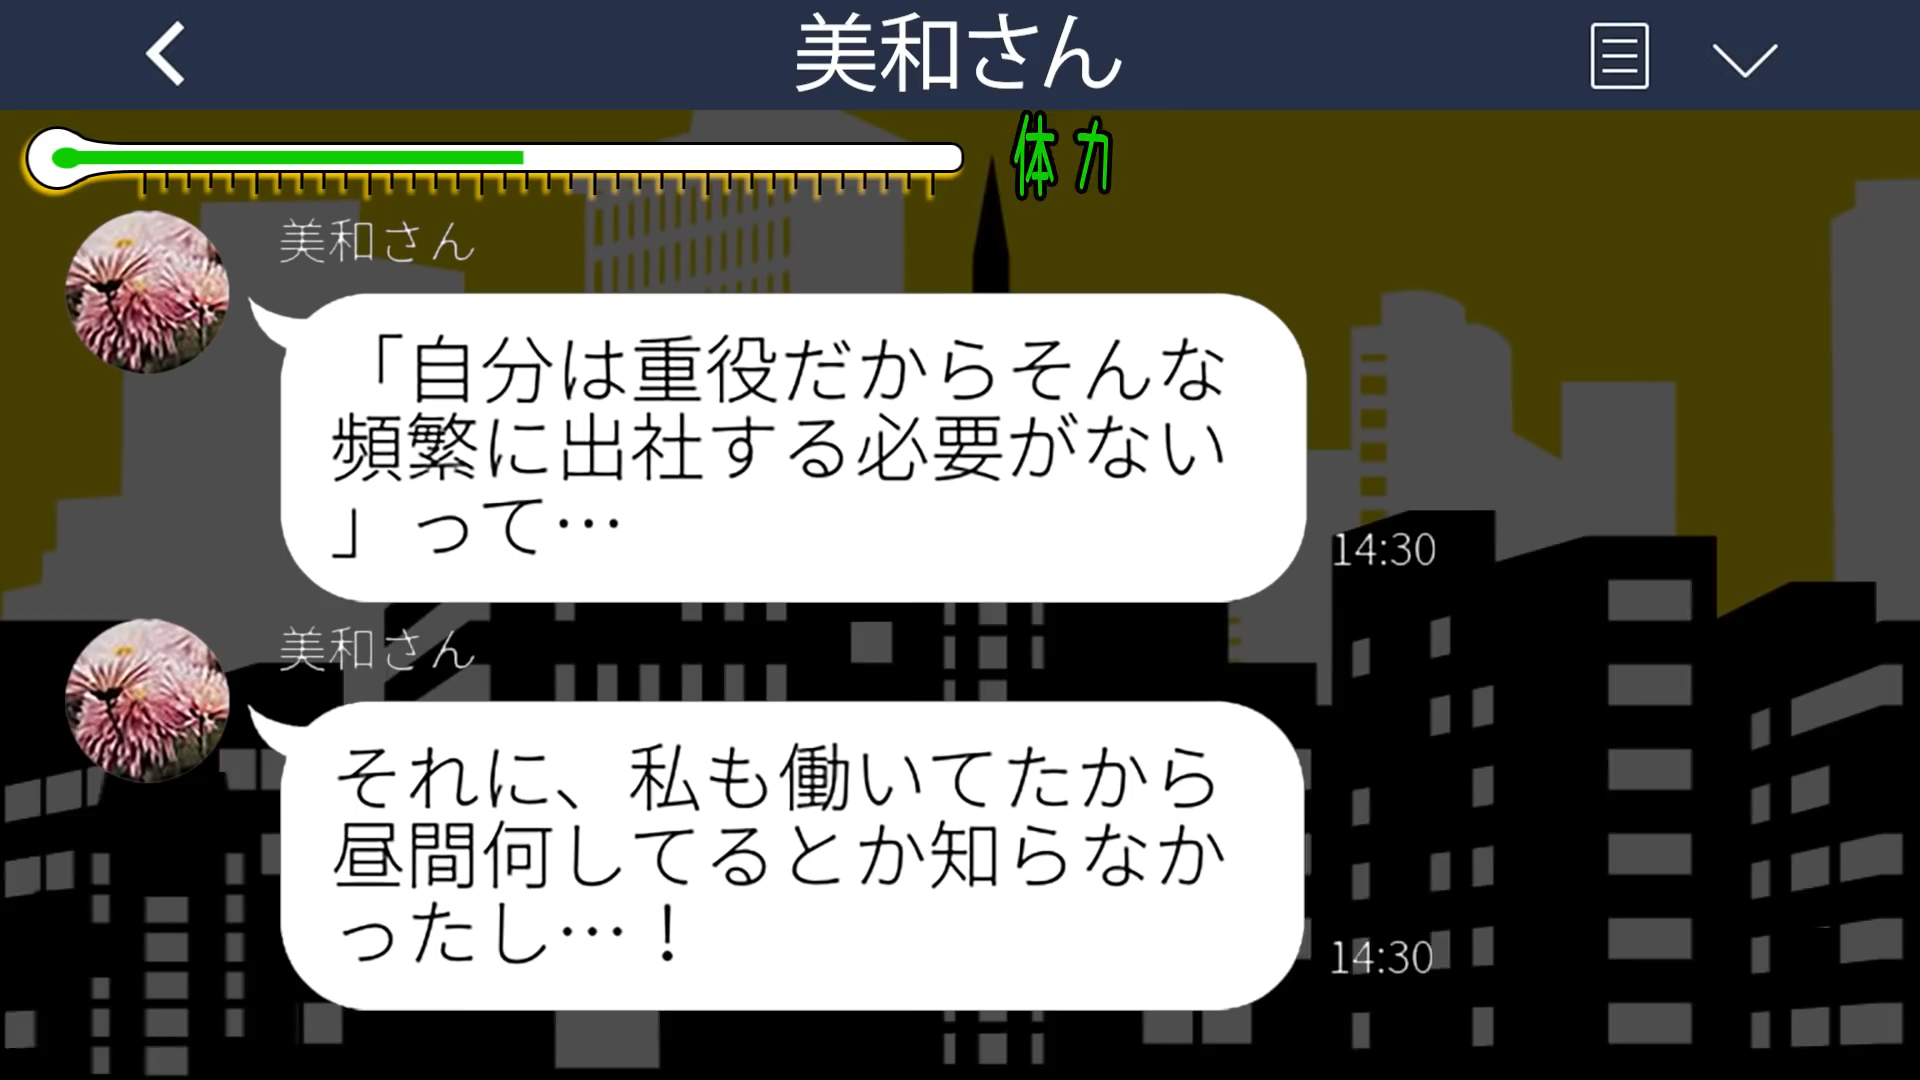 美和さん
体力
美和さん
「自分は重役だからそんな
頻繁に出社する必要がない
」って…
14:30
美和さん
それに、私も働いてたから
昼間何してるとか知らなか
ったし…！
14:30